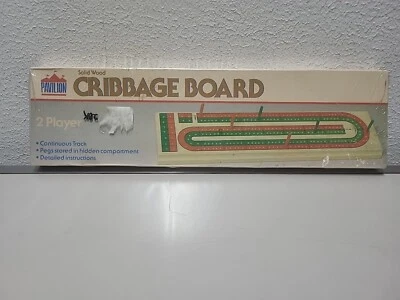 PAVILION
Solid Wood
CRIBBAGE BOARD
2 Player
• Continuous Track
• Pegs stored in hidden compartment
• Detailed instructions